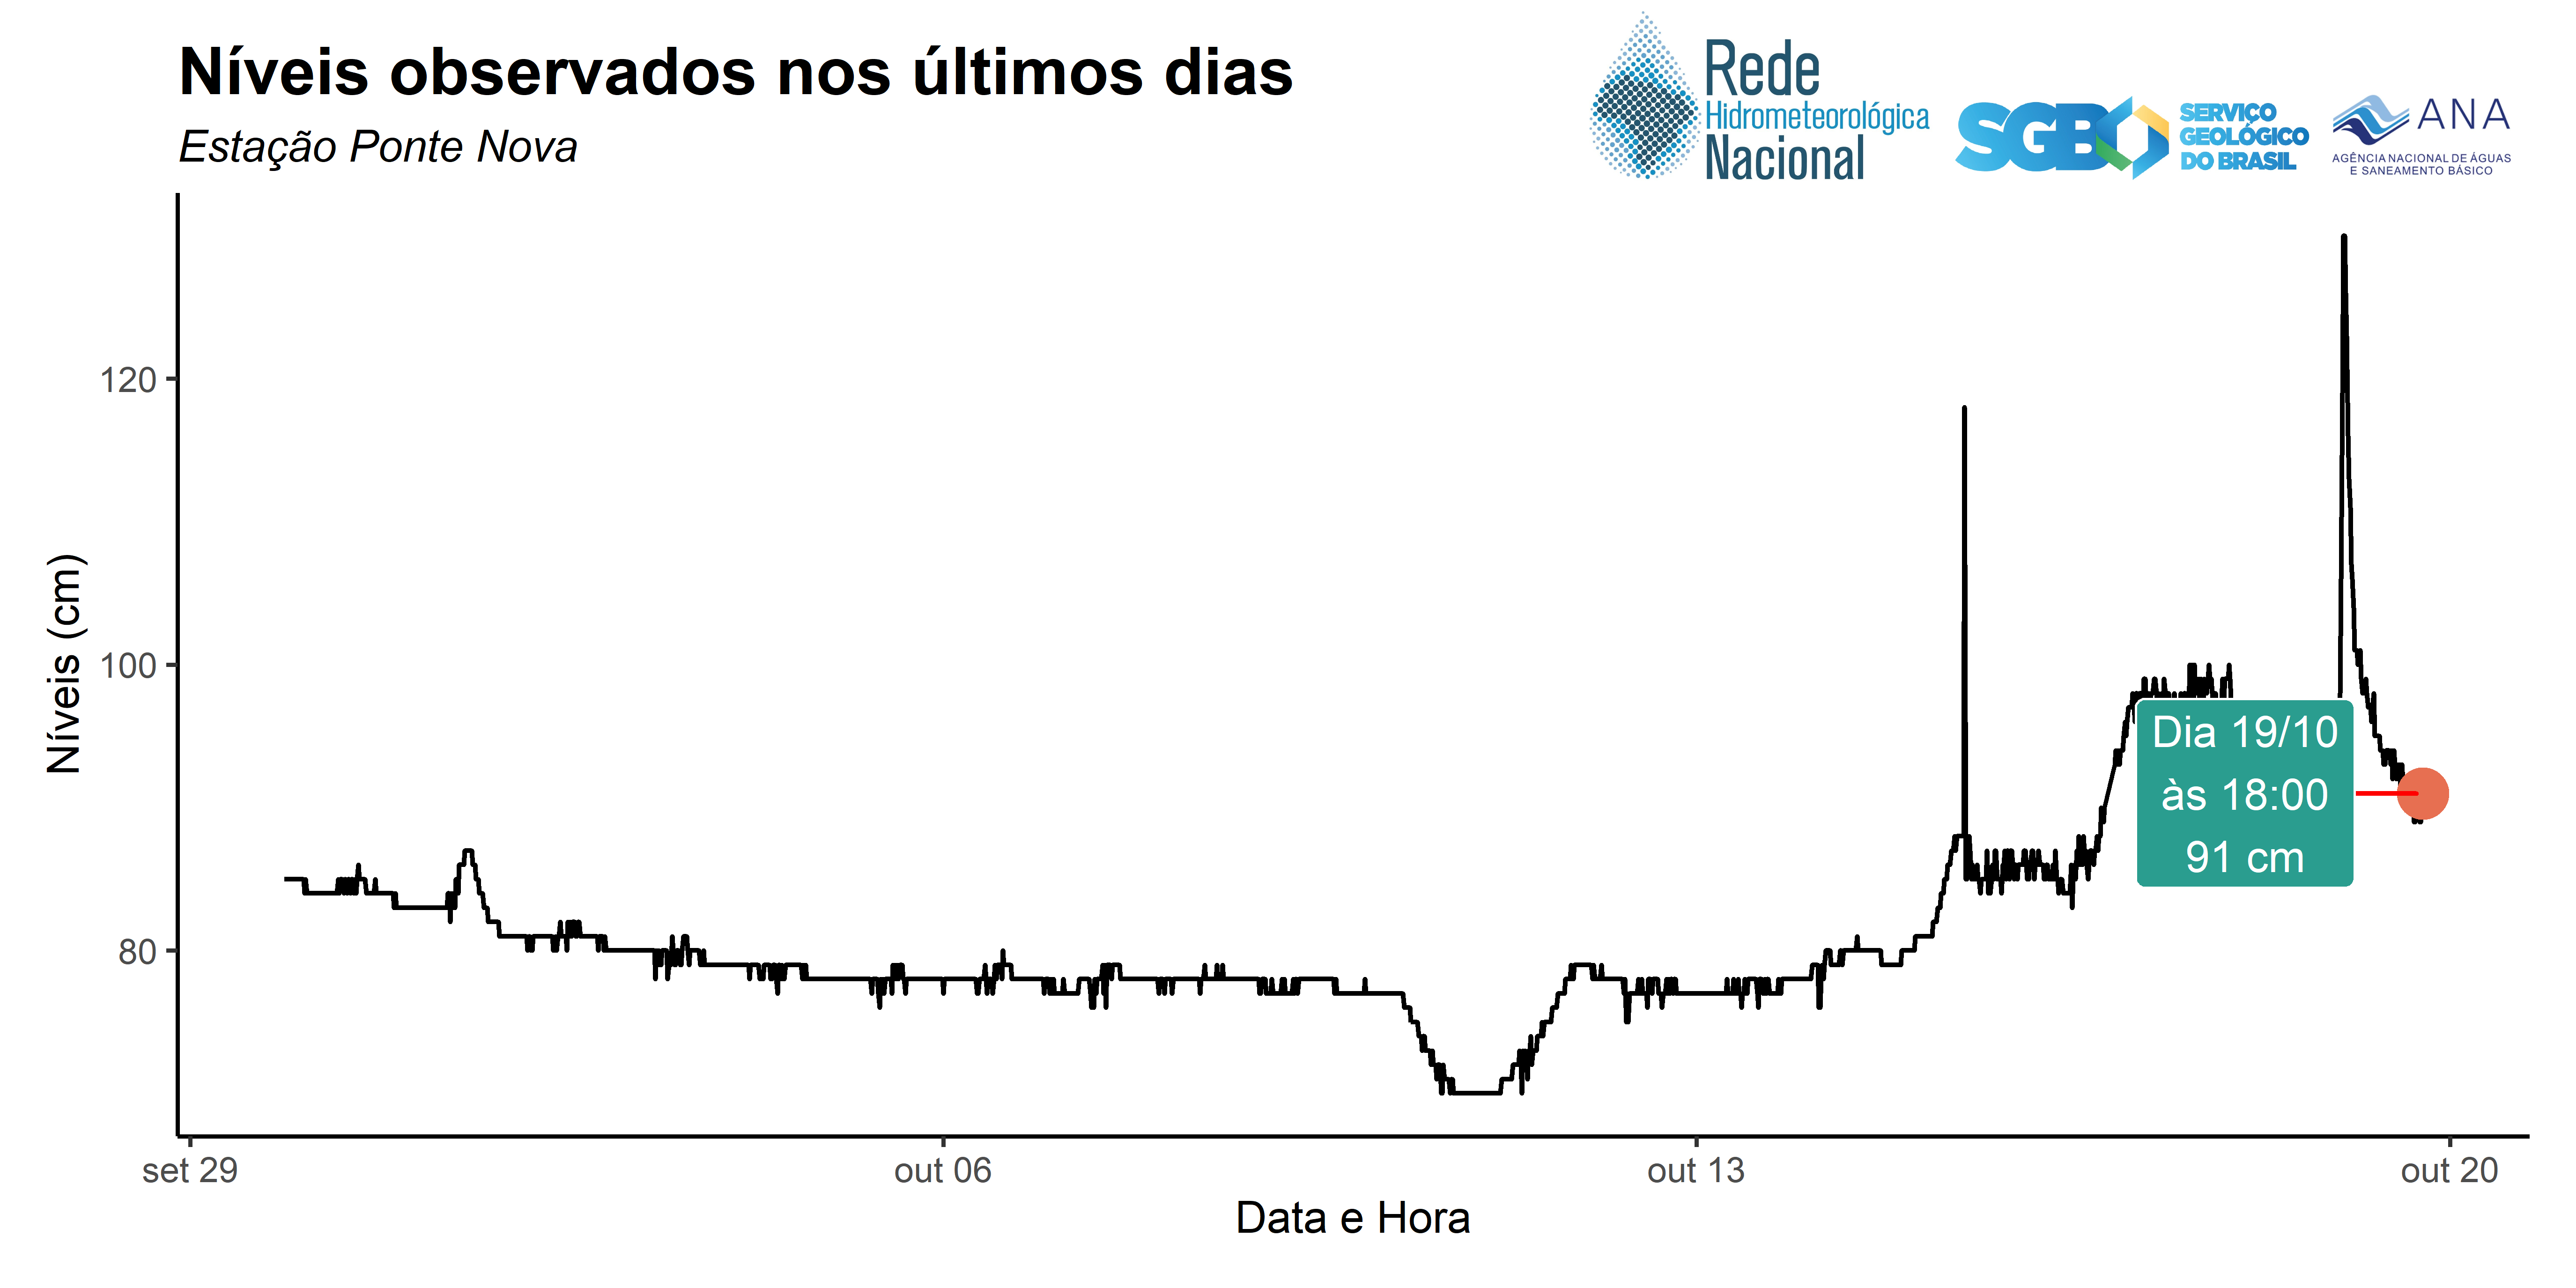 Níveis observados nos últimos dias
Estação Ponte Nova
Rede
Hidrometeorológica
Nacional
SGB
SERVIÇO
GEOLÓGICO
DO BRASIL
ANA
AGÊNCIA NACIONAL DE ÁGUAS
E SANEAMENTO BÁSICO
Níveis (cm)
120
100
80
Dia 19/10
às 18:00
91 cm
set 29
out 06
out 13
out 20
Data e Hora